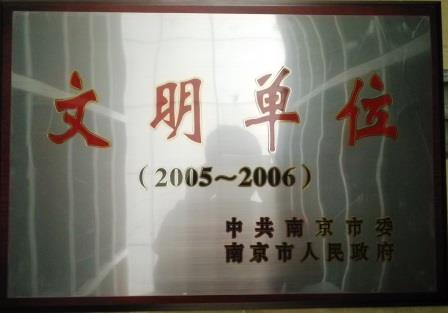 文明单位
（2005～2006）
中共南京市委
南京市人民政府